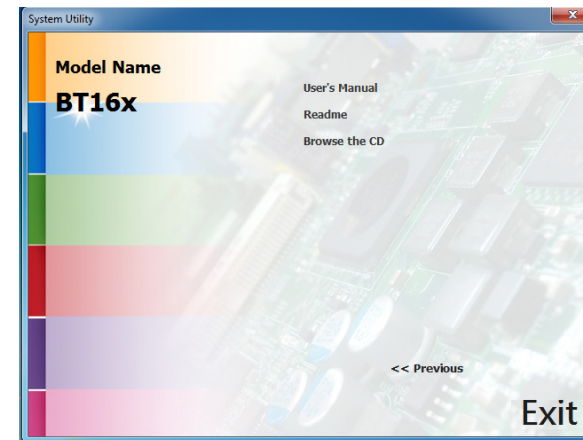 System Utility
Model Name
BT16x
User's Manual
Readme
Browse the CD
<< Previous
Exit